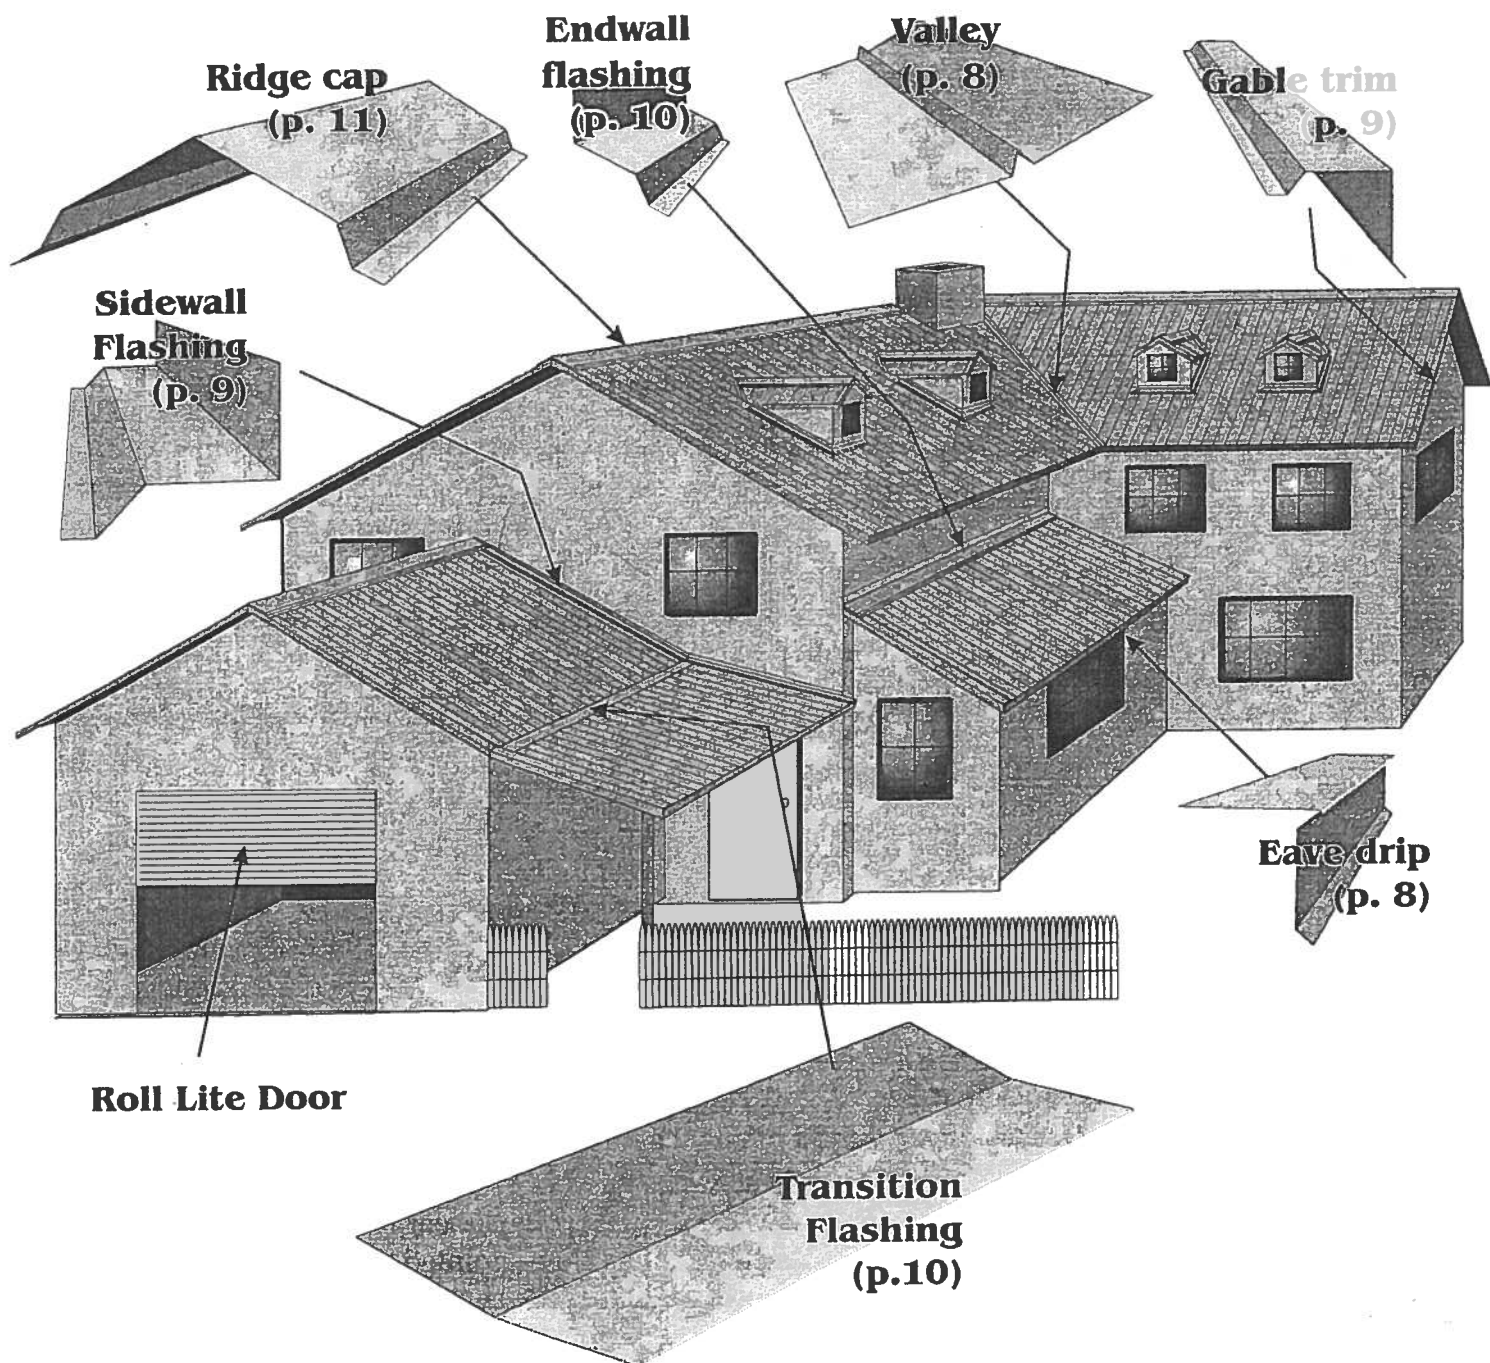 Ridge cap
(p. 11)
Endwall
flashing
(p. 10)
Valley
(p. 8)
Gable trim
(p. 9)
Sidewall
Flashing
(p. 9)
Eave drip
(p. 8)
Roll Lite Door
Transition
Flashing
(p.10)